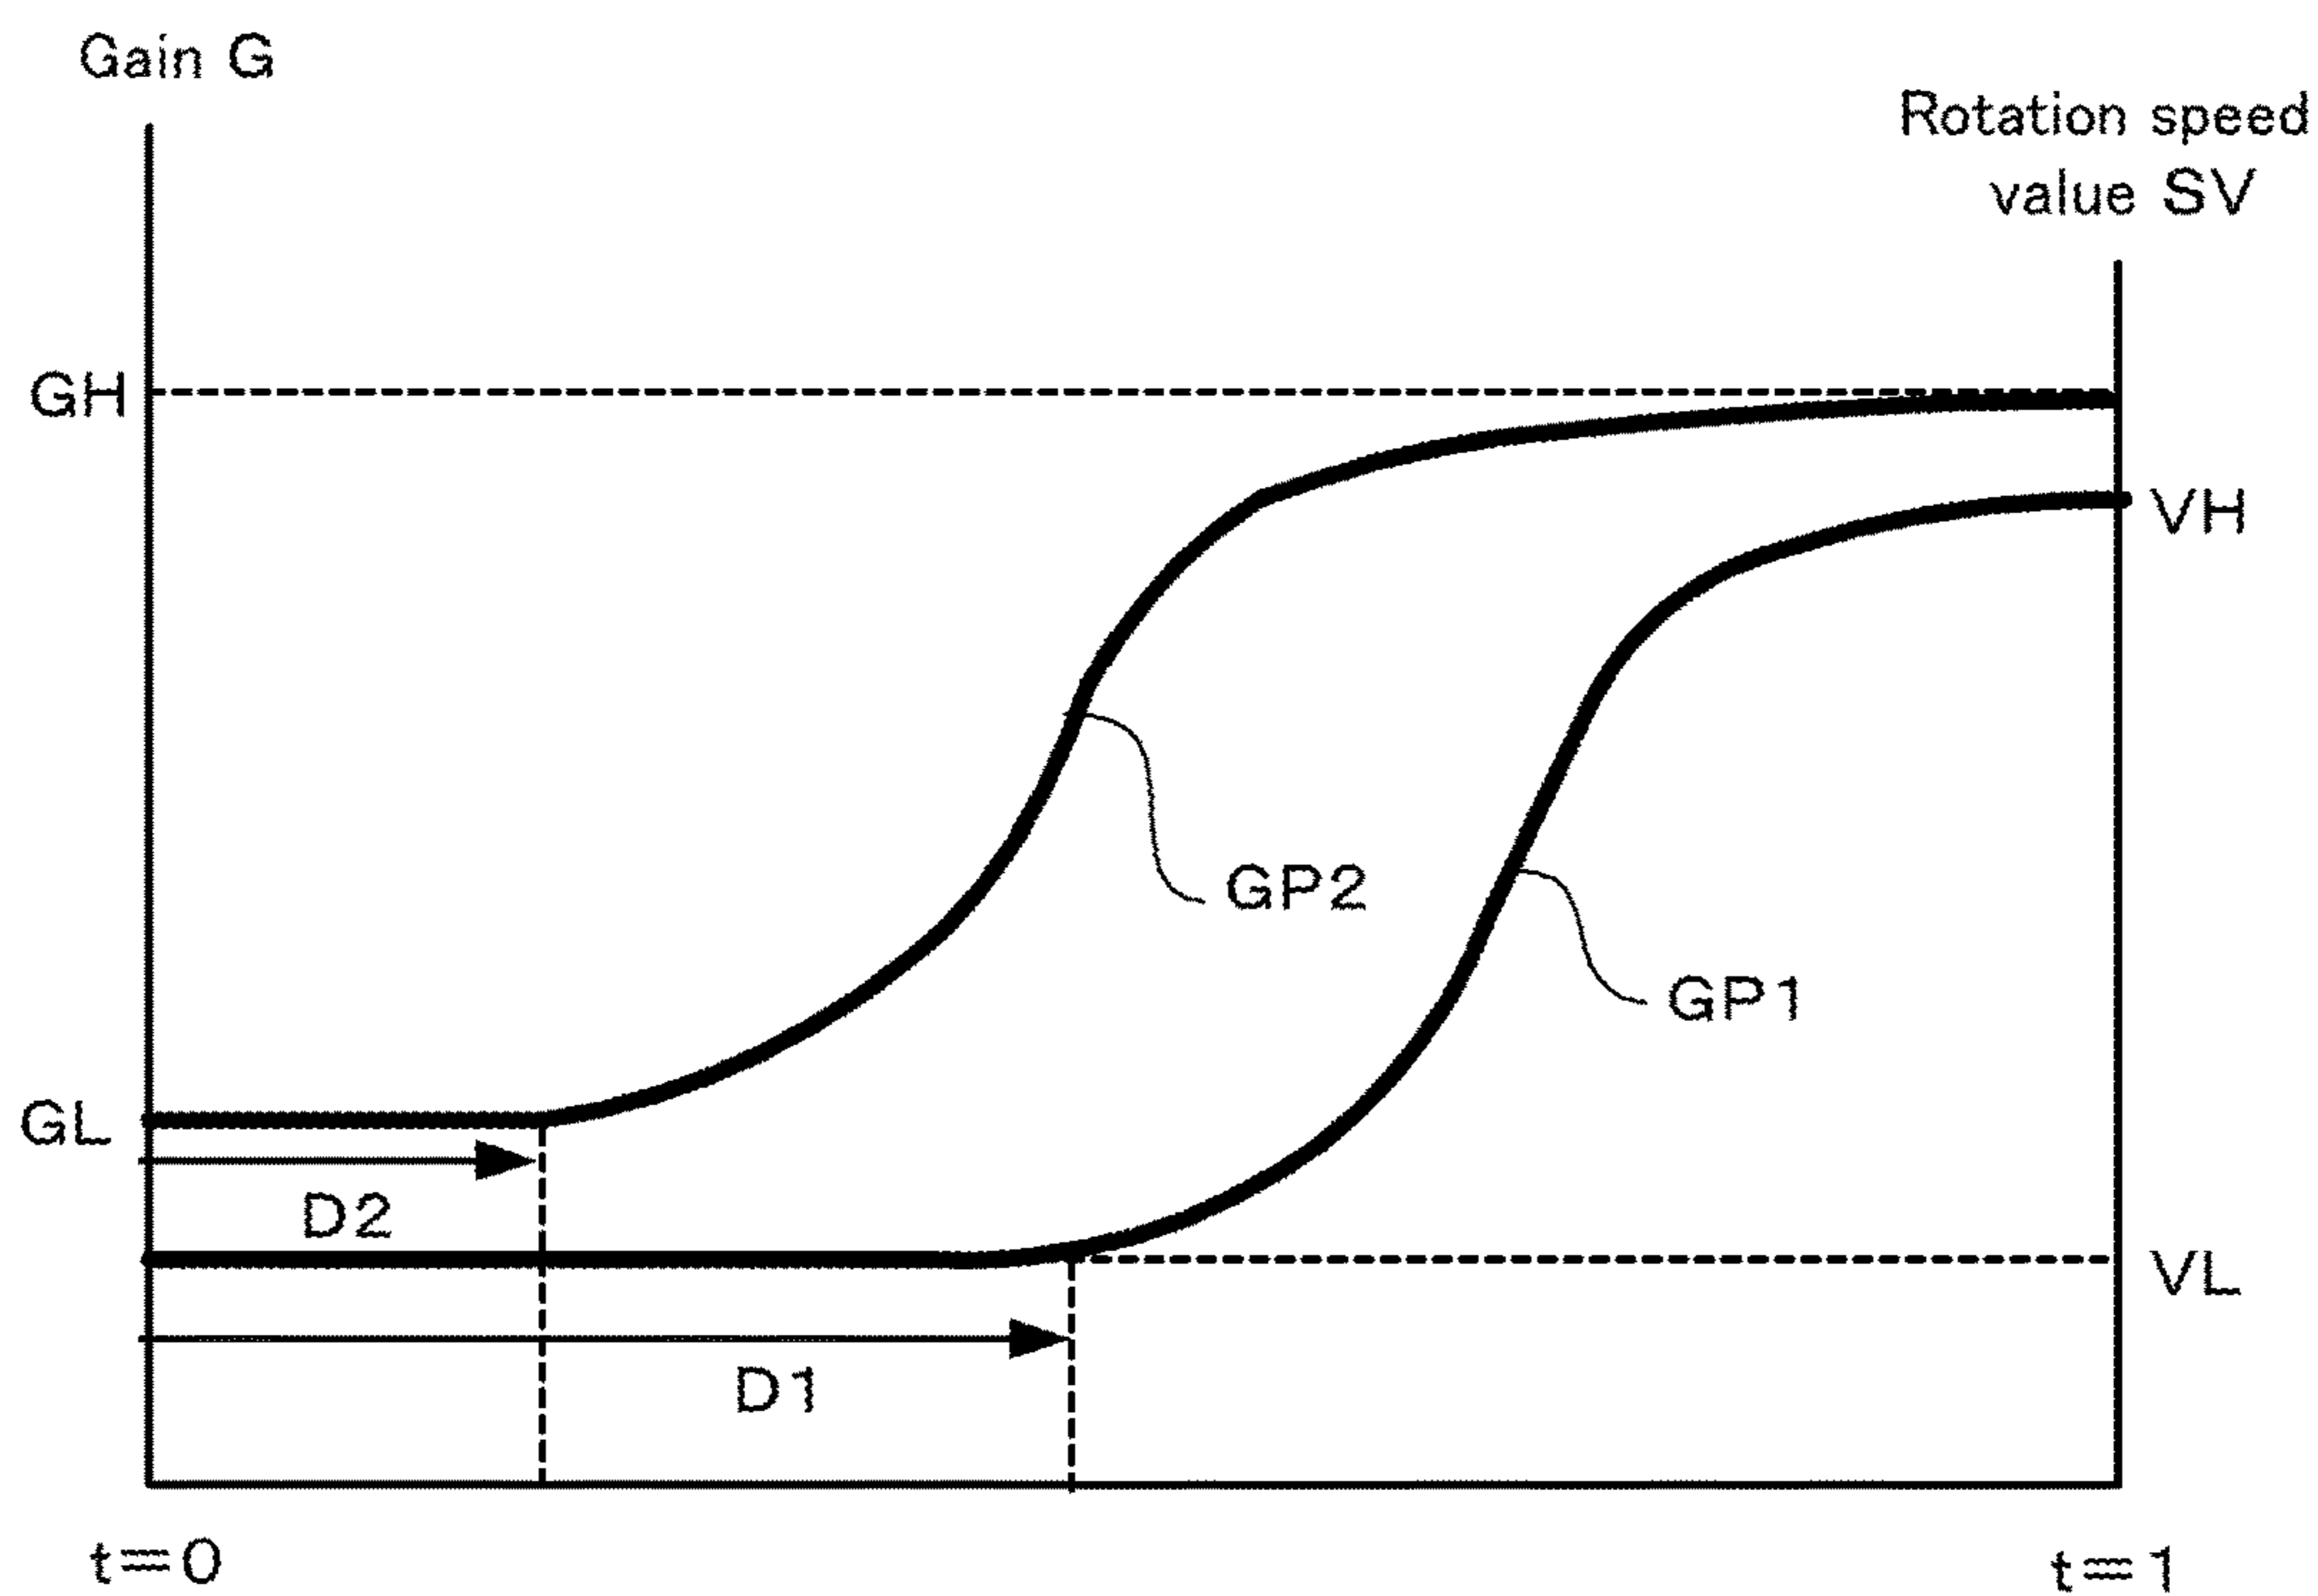 Gain G
Rotation speed
value SV
GH
VH
GP2
GP1
GL
D2
VL
D1
t=0
t=1